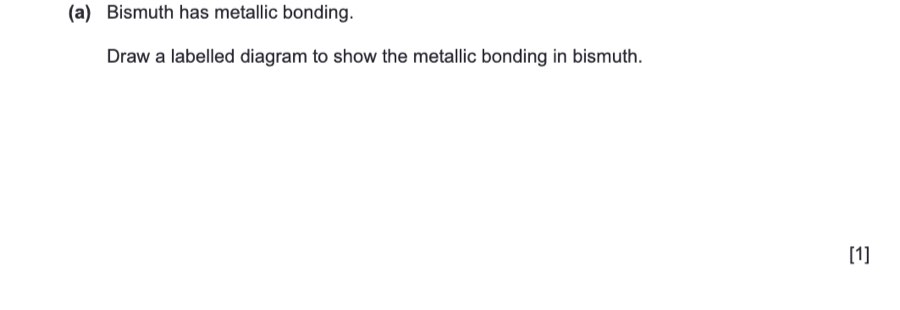 (a) Bismuth has metallic bonding.
Draw a labelled diagram to show the metallic bonding in bismuth.
[1]